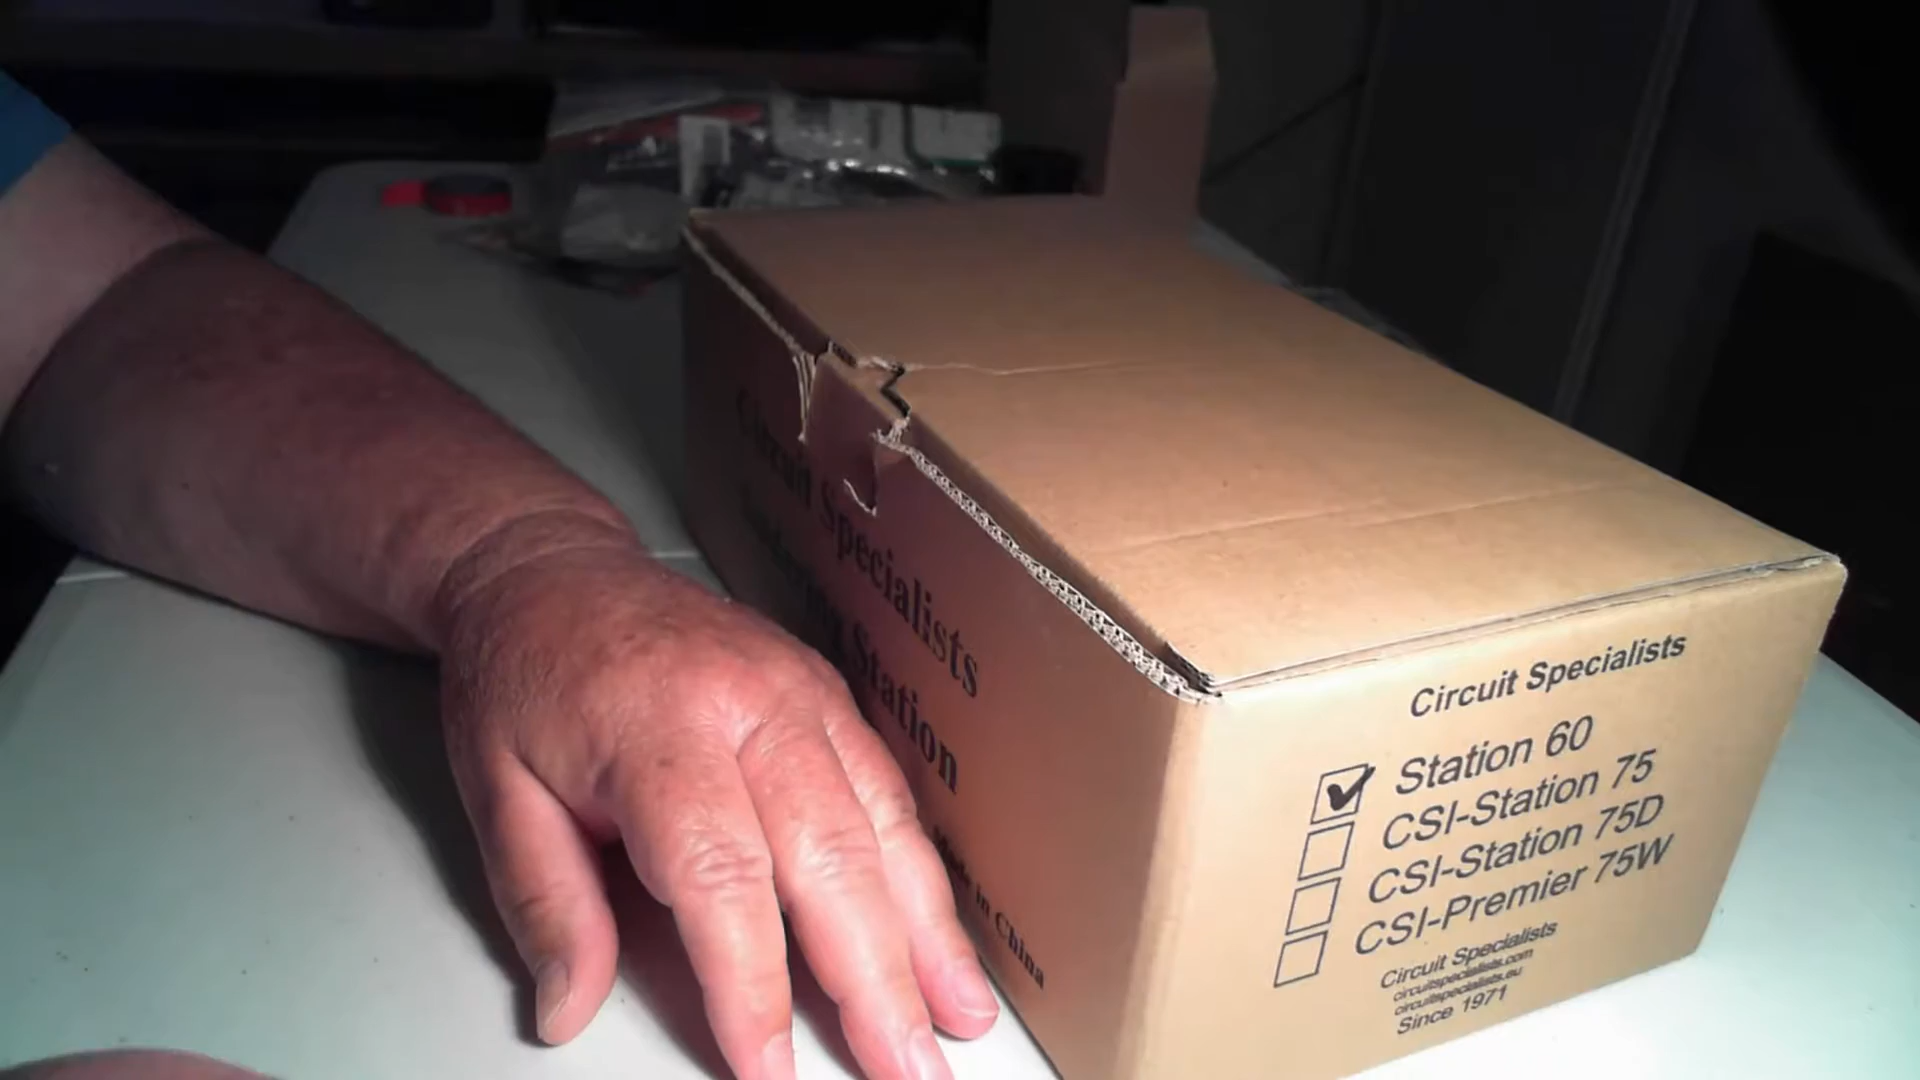 Circuit Specialists
Station
Made in China
Circuit Specialists
Station 60
CSI-Station 75
CSI-Station 75D
CSI-Premier 75W
Circuit Specialists
circuitspecialists.com
circuitspecialists.eu
Since 1971